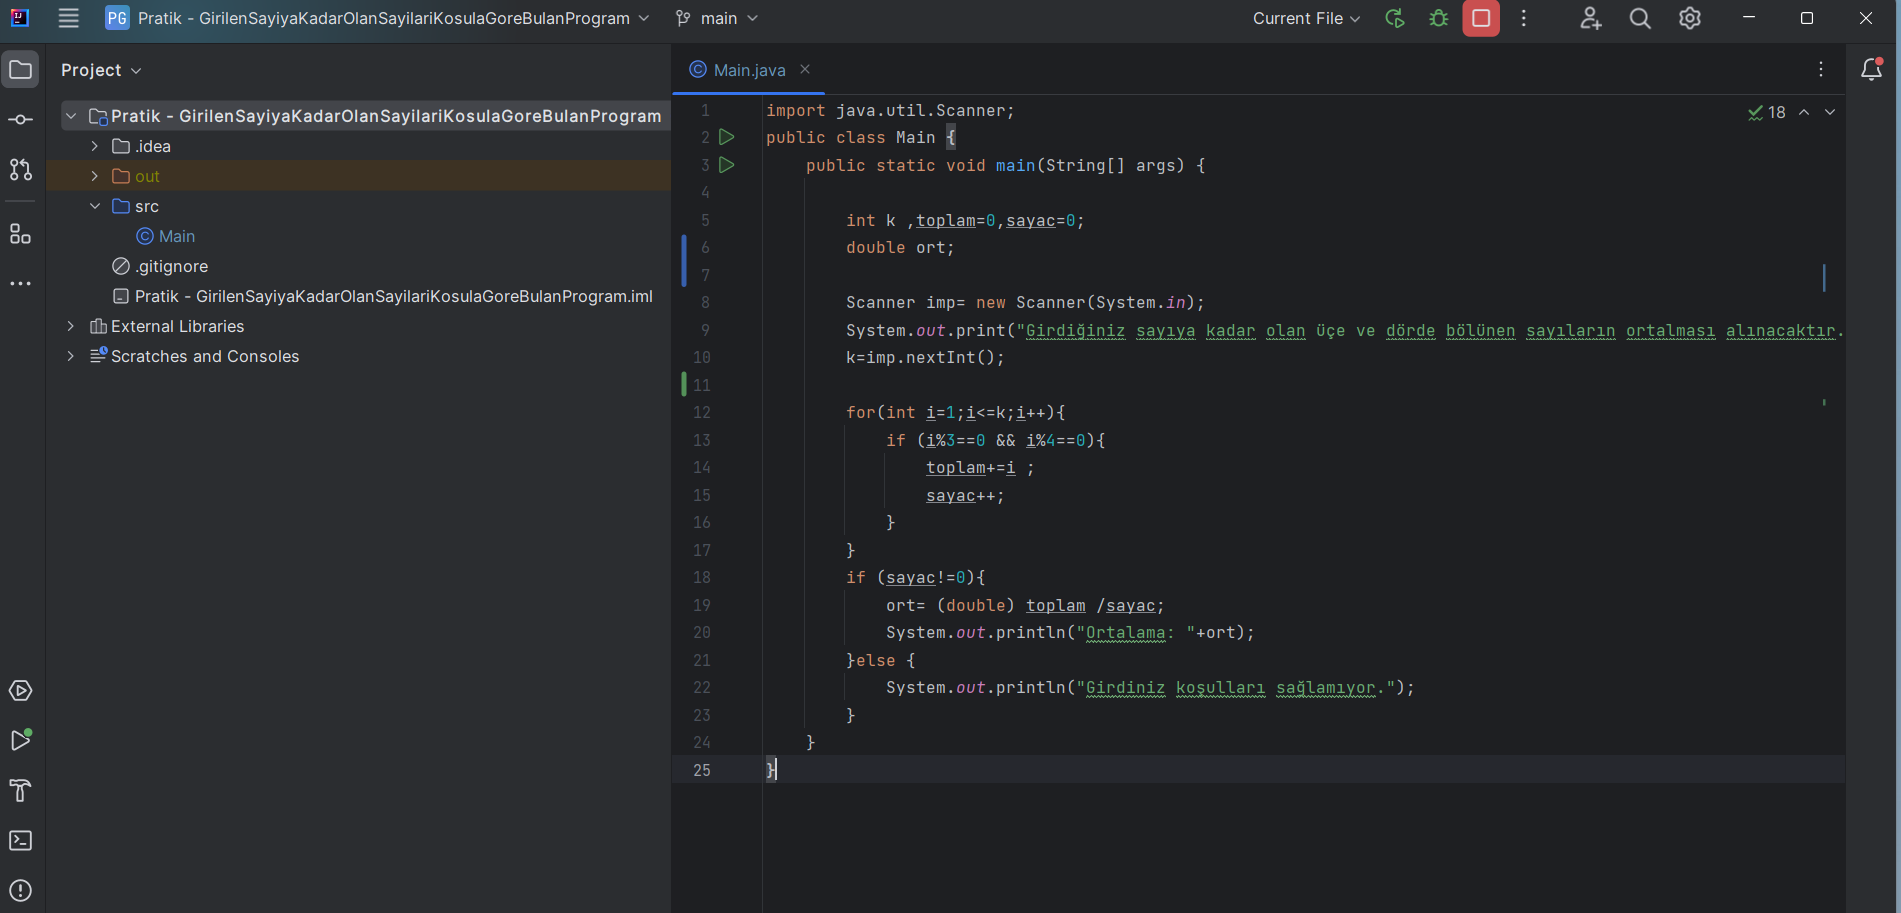 PG Pratik - GirilenSayiyaKadarOlanSayilariKosulaGoreBulanProgram main Current File
Project
Pratik - GirilenSayiyaKadarOlanSayilariKosulaGoreBulanProgram
.idea
out
src
Main
.gitignore
Pratik - GirilenSayiyaKadarOlanSayilariKosulaGoreBulanProgram.iml
External Libraries
Scratches and Consoles
Main.java
18
1 import java.util.Scanner;
2 public class Main {
3 public static void main(String[] args) {
4
5 int k ,toplam=0,sayac=0;
6 double ort;
7
8 Scanner imp= new Scanner(System.in);
9 System.out.print("Girdiğiniz sayıya kadar olan üçe ve dörde bölünen sayıların ortalması alınacaktır.
10 k=imp.nextInt();
11
12 for(int i=1;i<=k;i++){
13 if (i%3==0 && i%4==0){
14 toplam+=i ;
15 sayac++;
16 }
17 }
18 if (sayac!=0){
19 ort= (double) toplam /sayac;
20 System.out.println("Ortalama: "+ort);
21 }else {
22 System.out.println("Girdiniz koşulları sağlamıyor.");
23 }
24 }
25 }